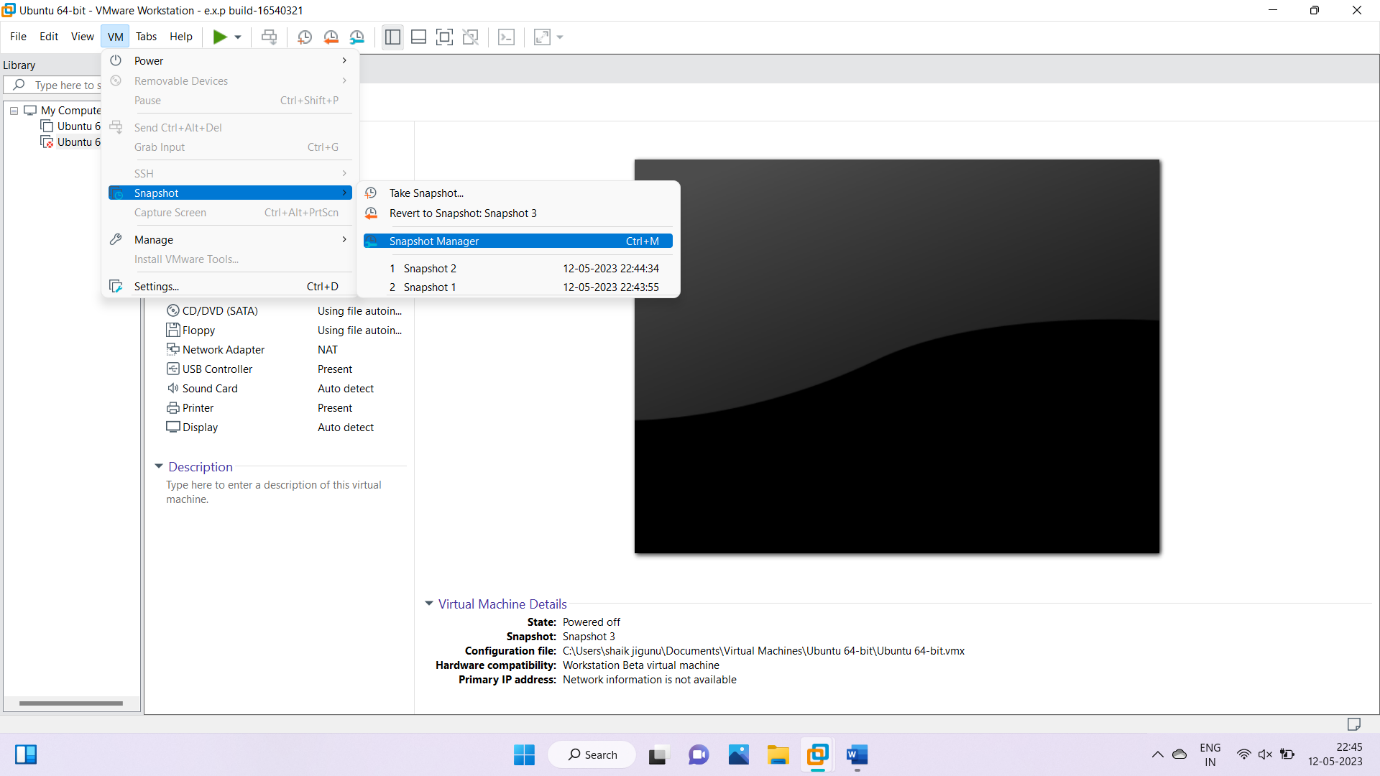 Ubuntu 64-bit - VMware Workstation - e.x.p build-16540321
File Edit View VM Tabs Help
Library
Type here to s
My Compute
Ubuntu 6
Ubuntu 6
Power
Removable Devices
Pause Ctrl+Shift+P
Send Ctrl+Alt+Del
Grab Input Ctrl+G
SSH
Snapshot
Capture Screen Ctrl+Alt+PrtScn
Manage
Install VMware Tools...
Settings... Ctrl+D
Take Snapshot...
Revert to Snapshot: Snapshot 3
Snapshot Manager Ctrl+M
1 Snapshot 2 12-05-2023 22:44:34
2 Snapshot 1 12-05-2023 22:43:55
CD/DVD (SATA) Using file autoin...
Floppy Using file autoin...
Network Adapter NAT
USB Controller Present
Sound Card Auto detect
Printer Present
Display Auto detect
Description
Type here to enter a description of this virtual
machine.
Virtual Machine Details
State: Powered off
Snapshot: Snapshot 3
Configuration file: C:\Users\shaik jigunu\Documents\Virtual Machines\Ubuntu 64-bit\Ubuntu 64-bit.vmx
Hardware compatibility: Workstation Beta virtual machine
Primary IP address: Network information is not available
Search
ENG
IN
22:45
12-05-2023